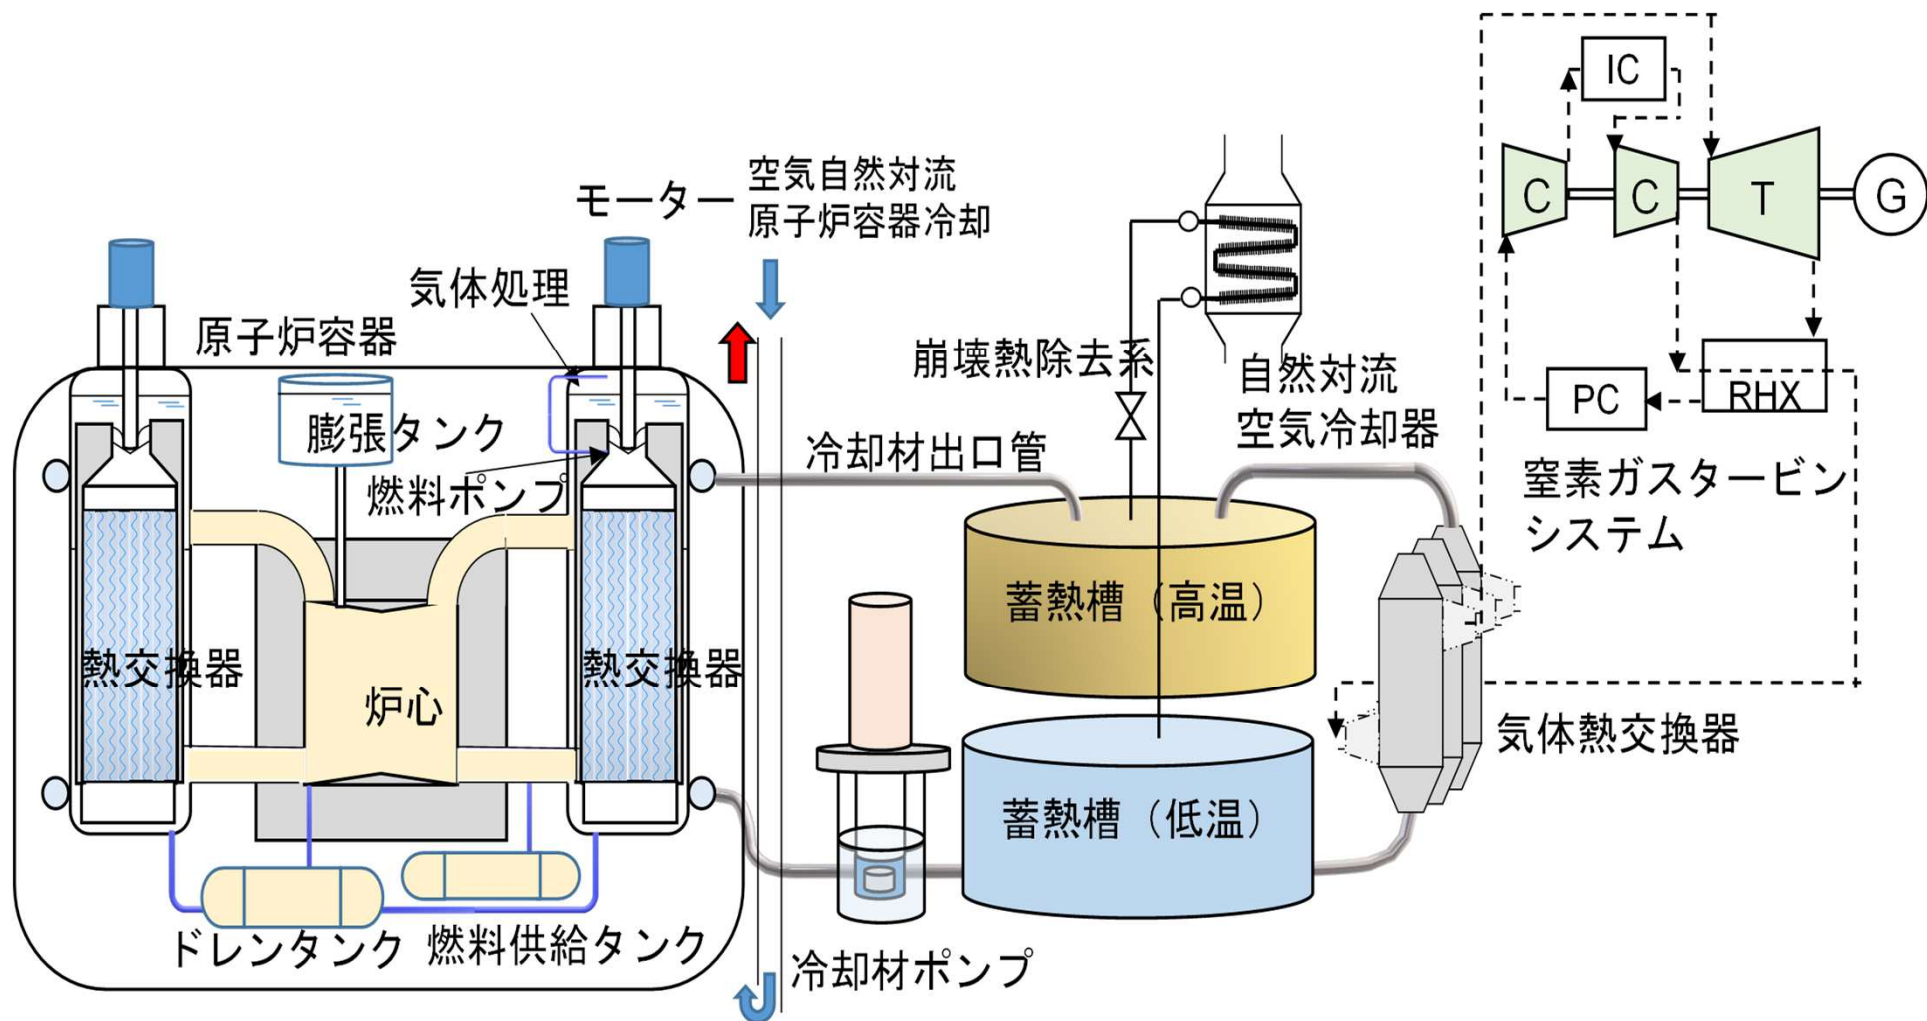 IC
C
C
T
G
PC
RHX
窒素ガスタービン
システム
モーター
空気自然対流
原子炉容器冷却
気体処理
原子炉容器
膨張タンク
燃料ポンプ
崩壊熱除去系
自然対流
空気冷却器
冷却材出口管
蓄熱槽（高温）
熱交換器
炉心
熱交換器
気体熱交換器
蓄熱槽（低温）
ドレンタンク
燃料供給タンク
冷却材ポンプ